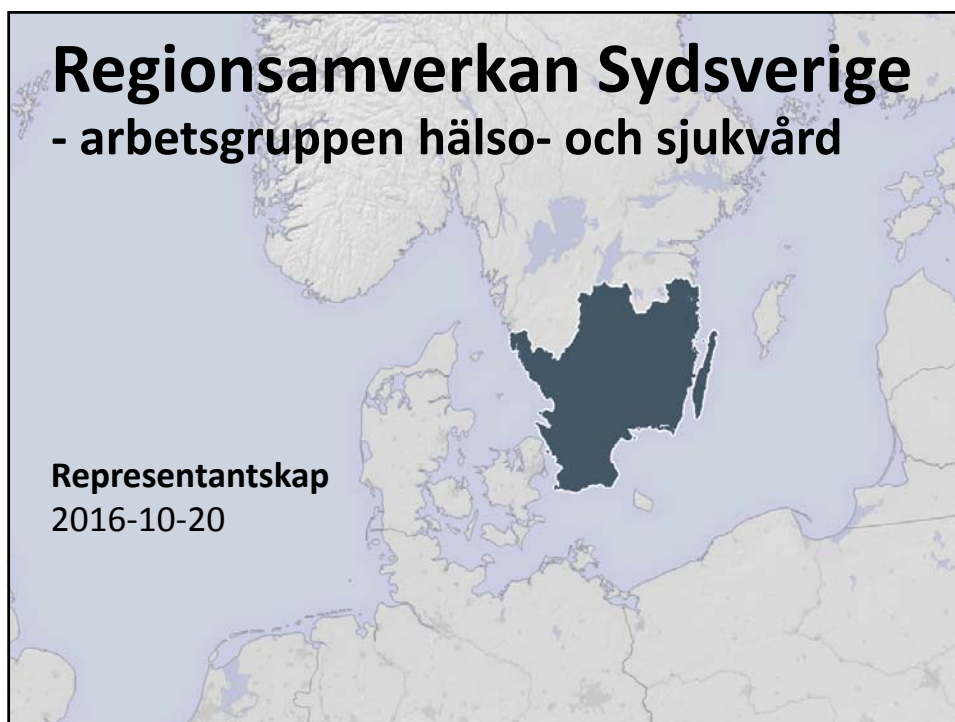 Regionsamverkan Sydsverige
- arbetsgruppen hälso- och sjukvård
Representantskap
2016-10-20